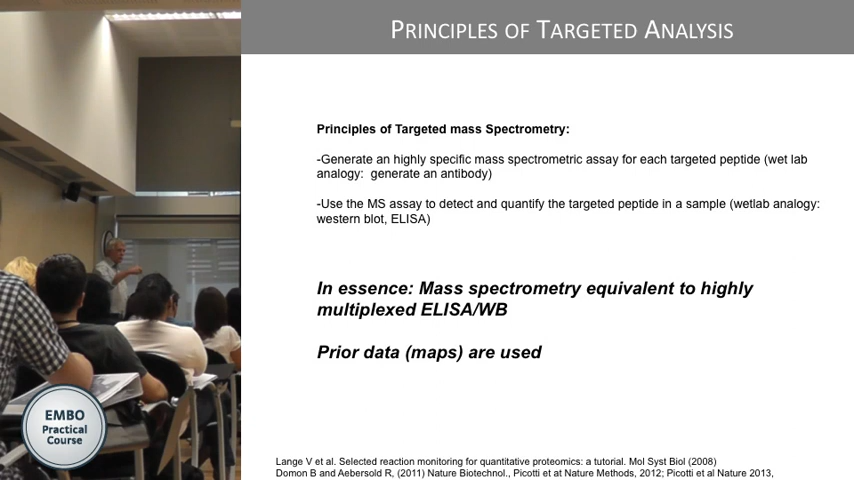 PRINCIPLES OF TARGETED ANALYSIS
Principles of Targeted mass Spectrometry:
-Generate an highly specific mass spectrometric assay for each targeted peptide (wet lab
analogy:  generate an antibody)
-Use the MS assay to detect and quantify the targeted peptide in a sample (wetlab analogy:
western blot, ELISA)
In essence: Mass spectrometry equivalent to highly
multiplexed ELISA/WB
Prior data (maps) are used
EMBO
Practical
Course
Lange V et al. Selected reaction monitoring for quantitative proteomics: a tutorial. Mol Syst Biol (2008)
Domon B and Aebersold R, (2011) Nature Biotechnol., Picotti et at Nature Methods, 2012; Picotti et al Nature 2013,